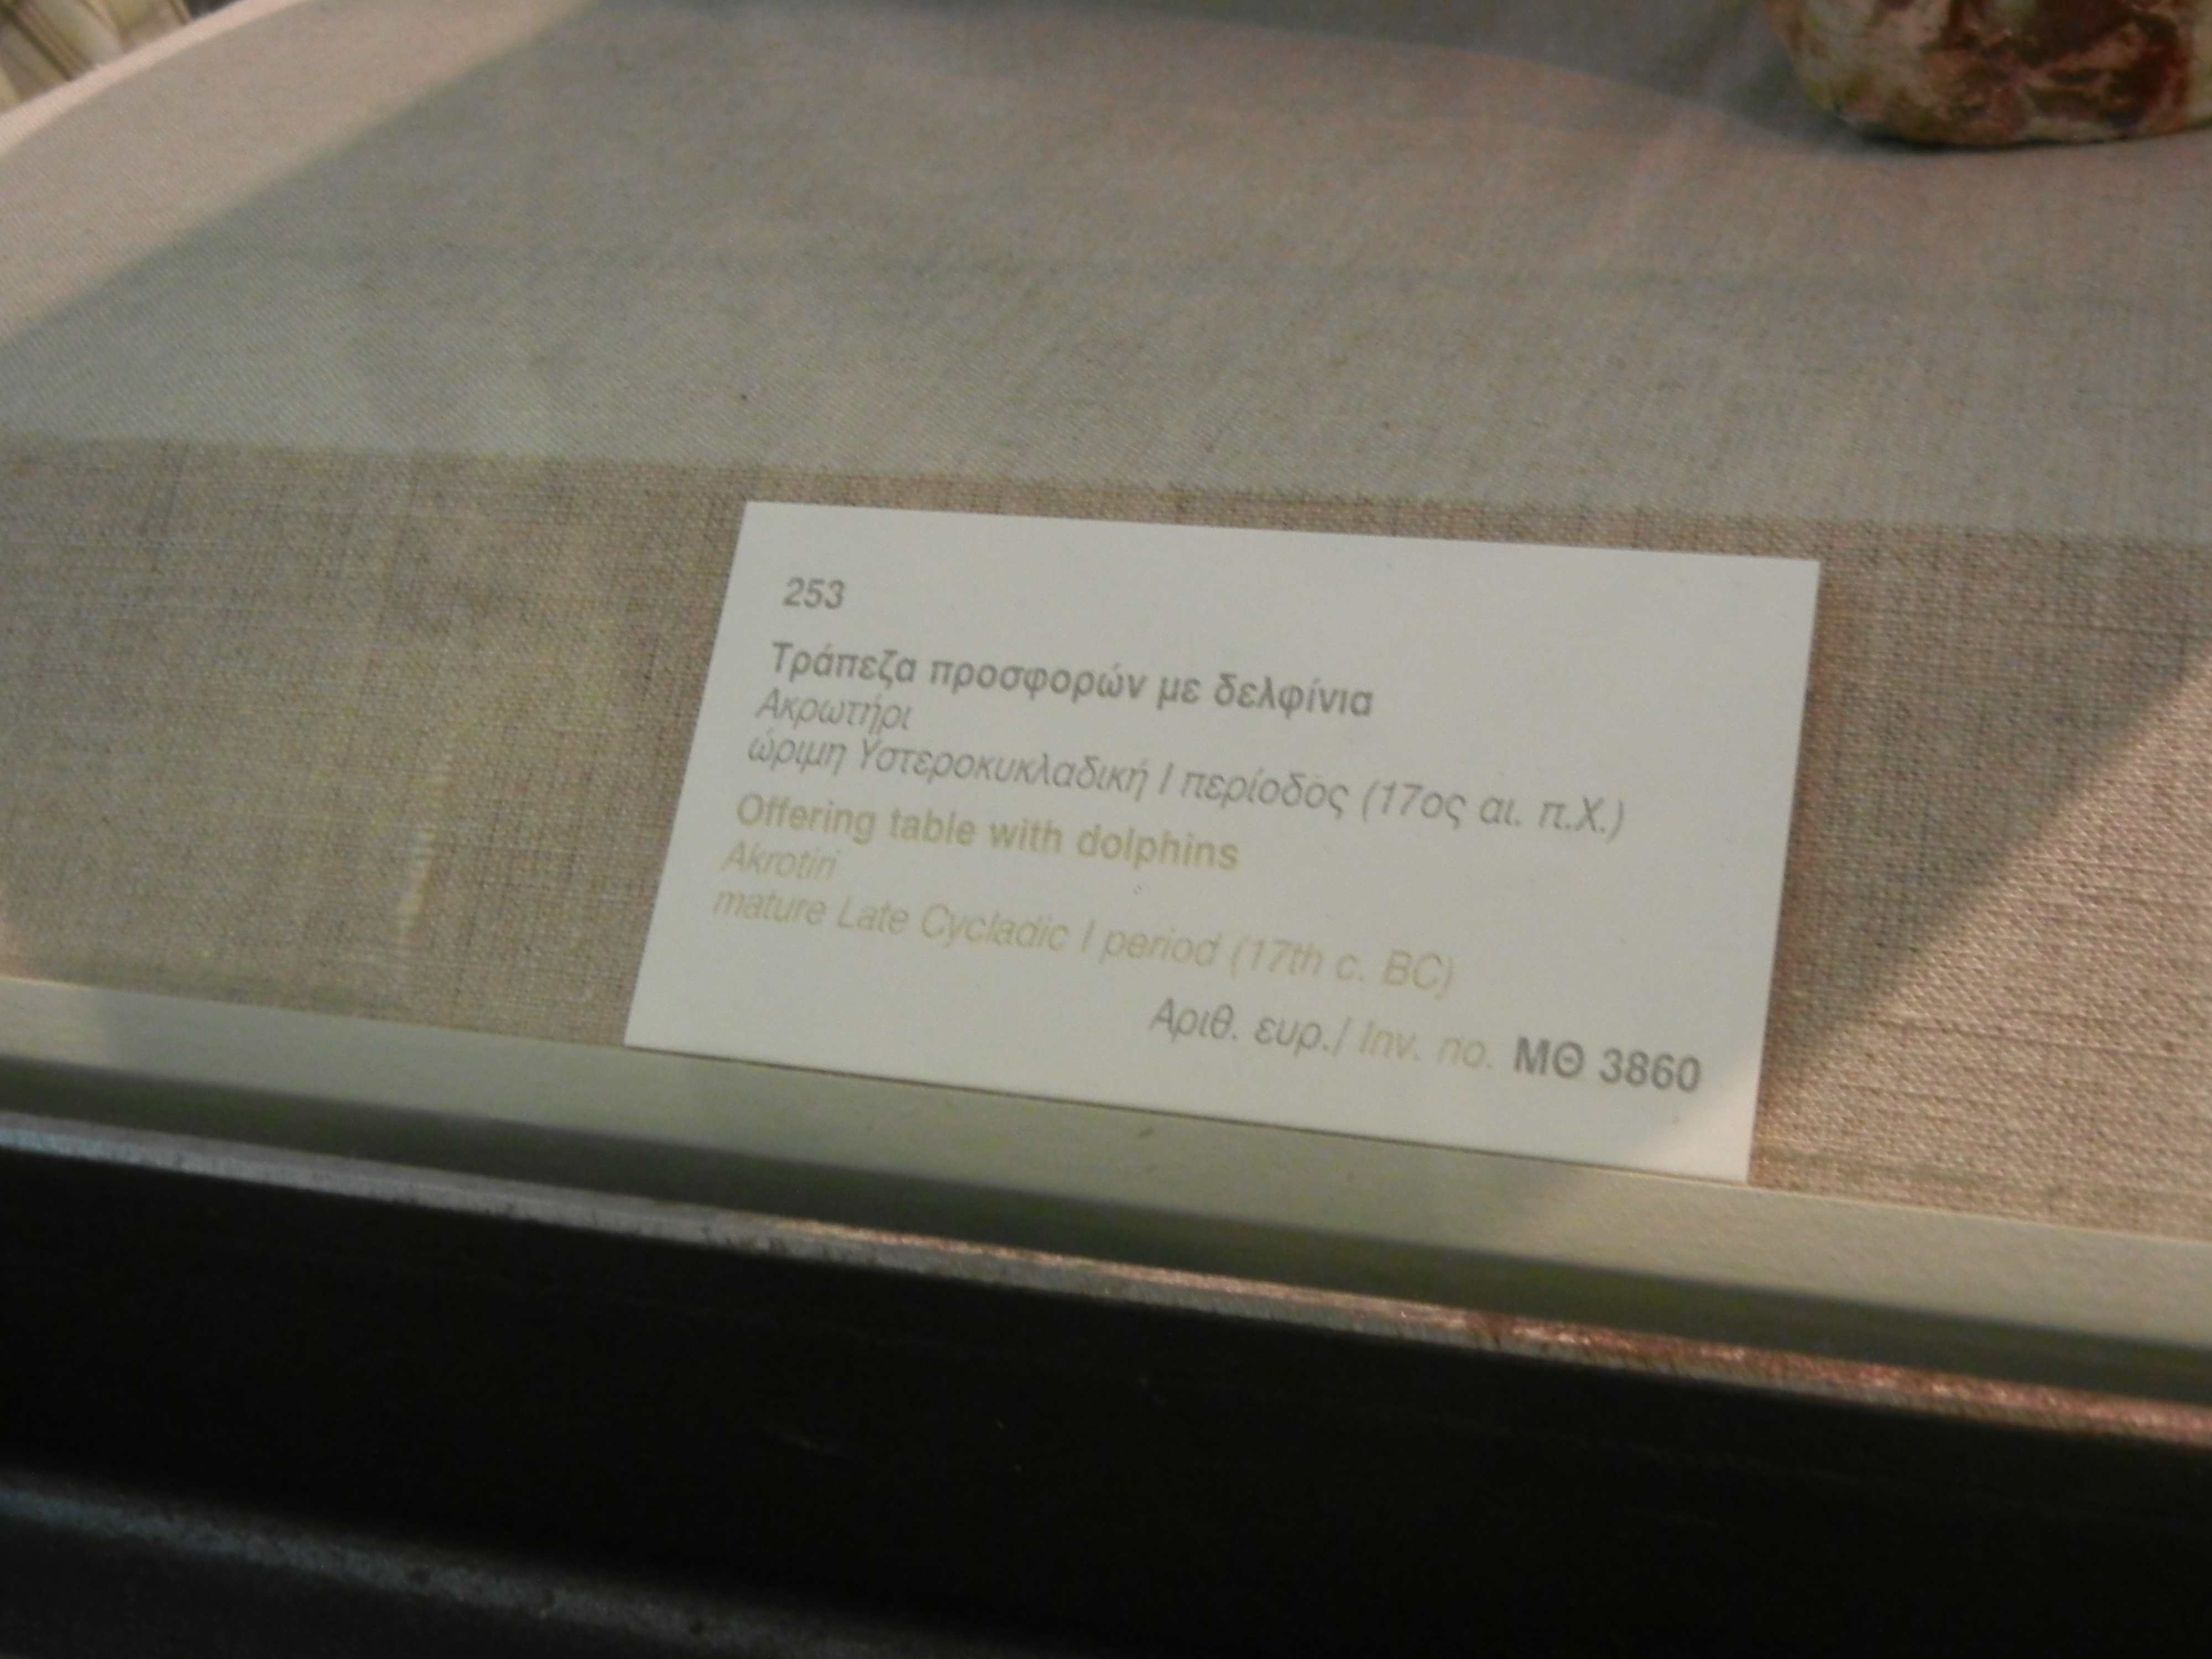 253
Τράπεζα προσφορών με δελφίνια
Ακρωτήρι
ώριμη Υστεροκυκλαδική Ι περίοδος (17ος αι. π.Χ.)
Offering table with dolphins
Akrotiri
mature Late Cycladic I period (17th c. BC)
Αριθ. ευρ./ Inv. no. ΜΘ 3860